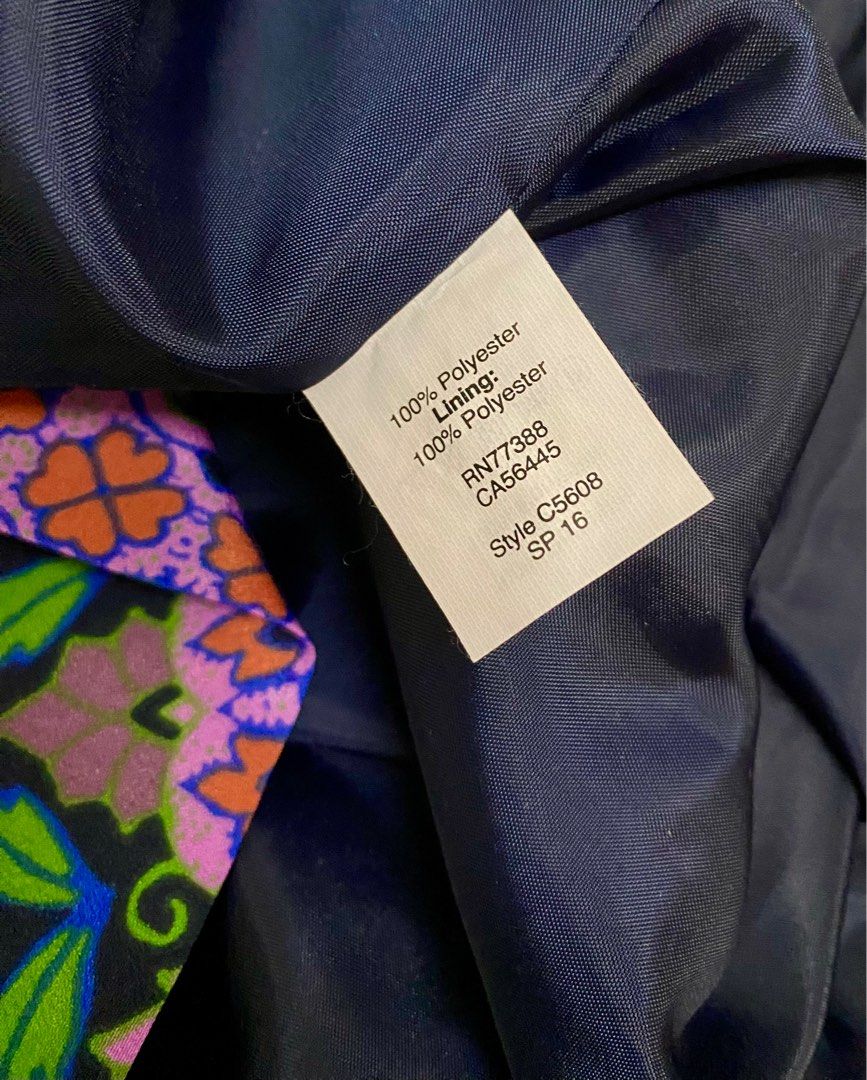 100% Polyester
Lining:
100% Polyester
RN77388
CA56445
Style C5608
SP 16